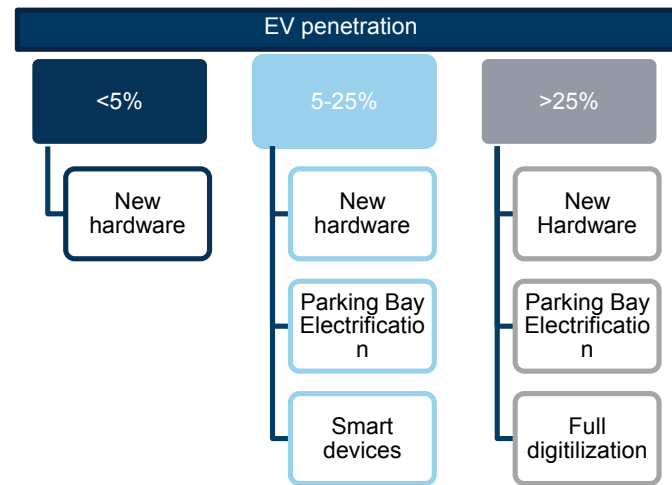 EV penetration
<5%
5-25%
>25%
New
hardware
New
hardware
New
Hardware
Parking Bay
Electrificatio
n
Parking Bay
Electrificatio
n
Smart
devices
Full
digitilization